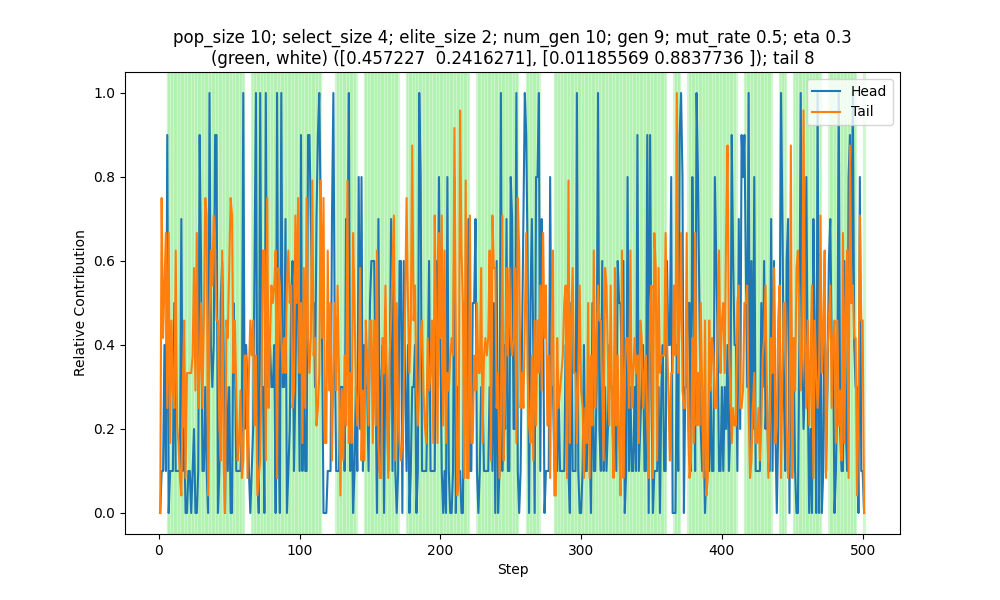 pop_size 10; select_size 4; elite_size 2; num_gen 10; gen 9; mut_rate 0.5; eta 0.3
(green, white) ([0.457227  0.2416271], [0.01185569 0.8837736 ]); tail 8
Head
Tail
Relative Contribution
1.0
0.8
0.6
0.4
0.2
0.0
0
100
200
300
400
500
Step